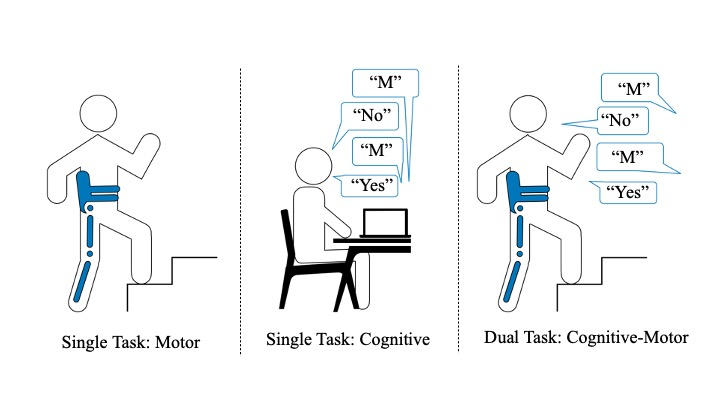 “M”
“No”
“M”
“Yes”
“M”
“No”
“M”
“Yes”
Single Task: Motor
Single Task: Cognitive
Dual Task: Cognitive-Motor